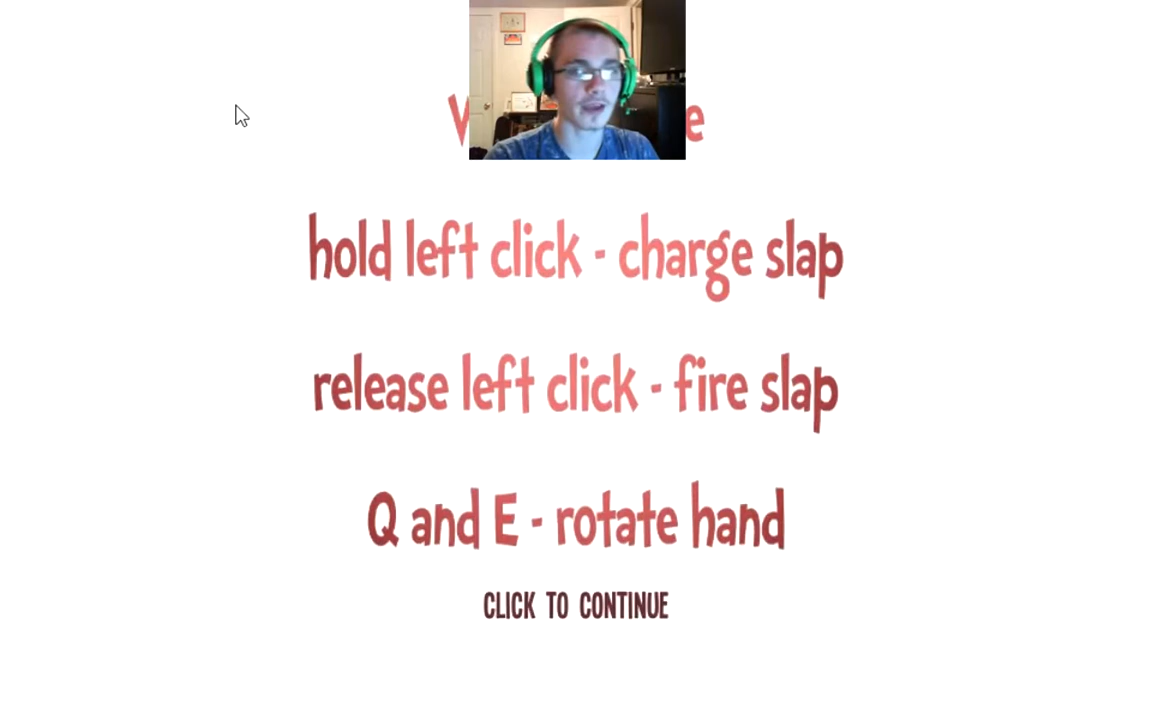 hold left click - charge slap
release left click - fire slap
Q and E - rotate hand
CLICK TO CONTINUE